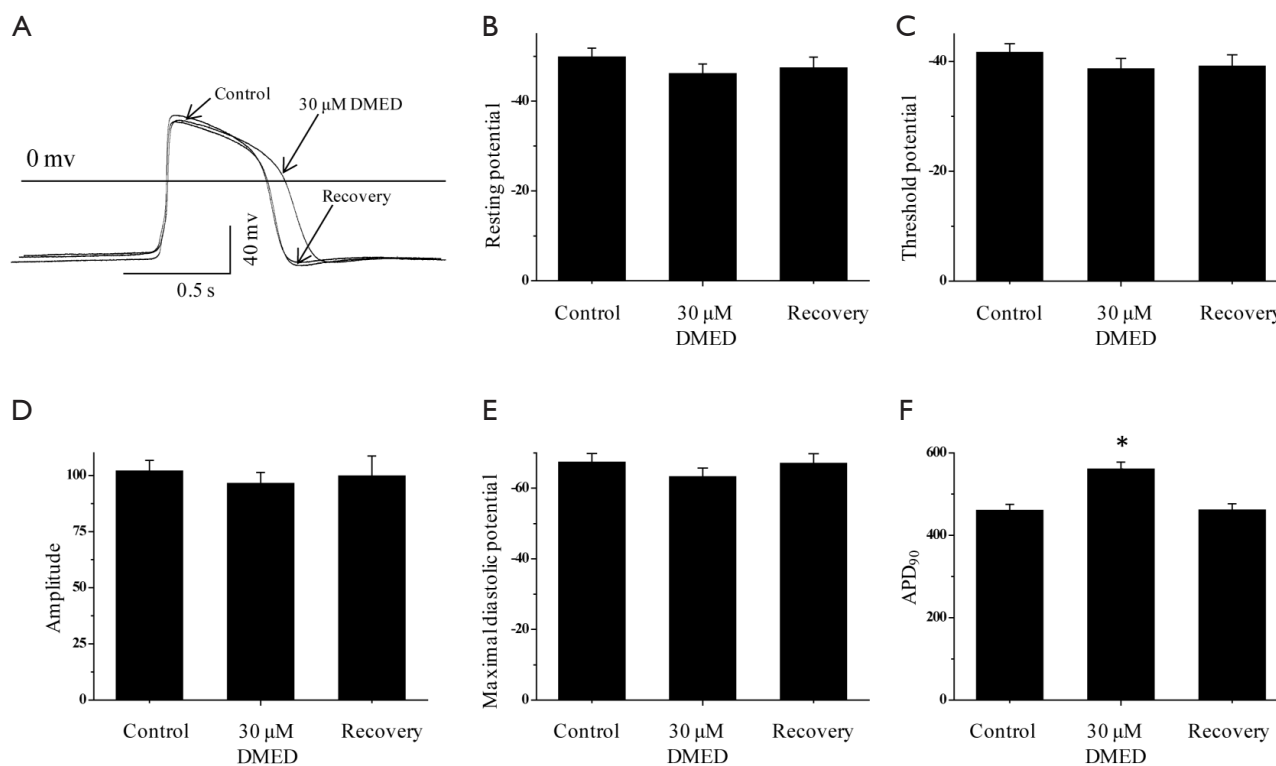 A
Control
30 μM DMED
0 mv
Recovery
40 mv
0.5 s
B
Resting potential
-40
-20
0
Control
30 μM
DMED
Recovery
C
Threshold potential
-40
-20
0
Control
30 μM
DMED
Recovery
D
Amplitude
100
75
50
25
0
Control
30 μM
DMED
Recovery
E
Maximal diastolic potential
-60
-40
-20
0
Control
30 μM
DMED
Recovery
F
APD90
600
400
200
0
*
Control
30 μM
DMED
Recovery